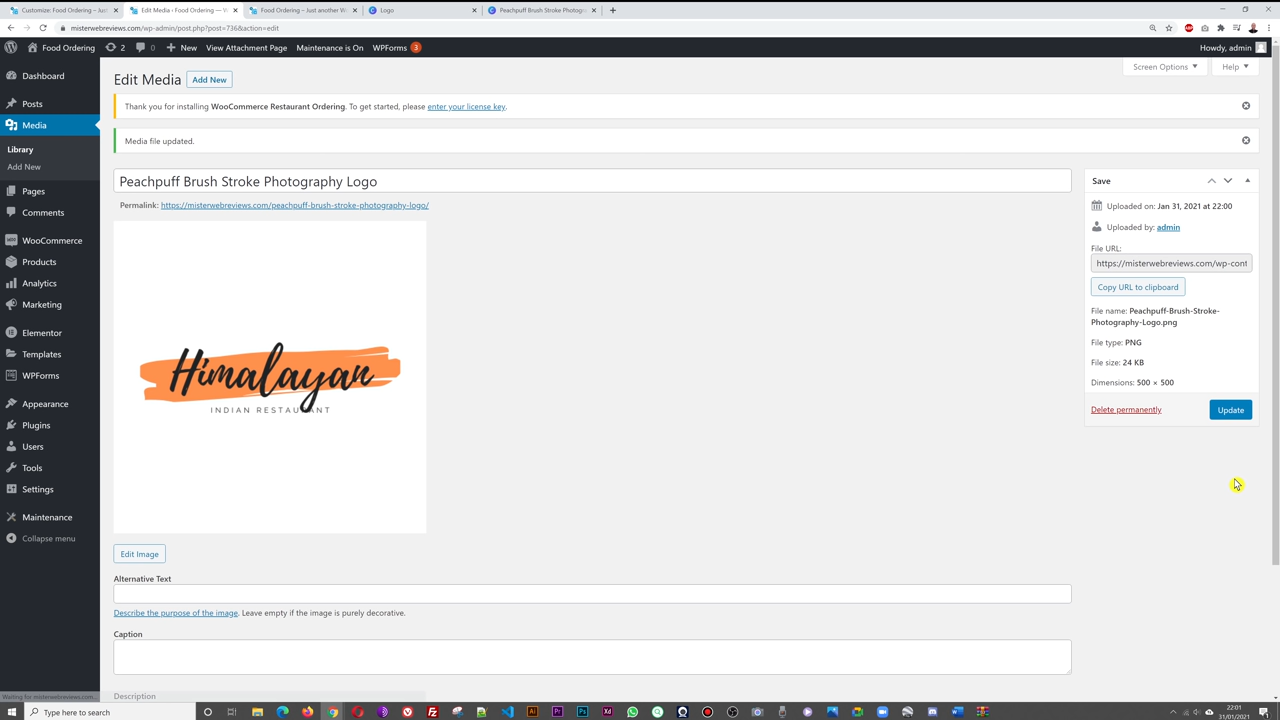 Customize: Food Ordering – Just
Edit Media ‹ Food Ordering — W
Food Ordering – Just another W
Logo
Peachpuff Brush Stroke Photogra
misterwebreviews.com/wp-admin/post.php?post=736&action=edit
Food Ordering 2 0 New View Attachment Page Maintenance is On WPForms 3 Howdy, admin
Screen Options
Help
Edit Media
Add New
Thank you for installing WooCommerce Restaurant Ordering. To get started, please enter your license key.
Media file updated.
Dashboard
Posts
Media
Library
Add New
Pages
Comments
WooCommerce
Products
Analytics
Marketing
Elementor
Templates
WPForms
Appearance
Plugins
Users
Tools
Settings
Maintenance
Collapse menu
Peachpuff Brush Stroke Photography Logo
Permalink: https://misterwebreviews.com/peachpuff-brush-stroke-photography-logo/
Himalayan
INDIAN RESTAURANT
Edit Image
Alternative Text
Describe the purpose of the image. Leave empty if the image is purely decorative.
Caption
Description
Save
Uploaded on: Jan 31, 2021 at 22:00
Uploaded by: admin
File URL:
https://misterwebreviews.com/wp-cont
Copy URL to clipboard
File name: Peachpuff-Brush-Stroke-
Photography-Logo.png
File type: PNG
File size: 24 KB
Dimensions: 500 × 500
Delete permanently
Update
Waiting for misterwebreviews.com...
Type here to search
22:01
31/01/2021